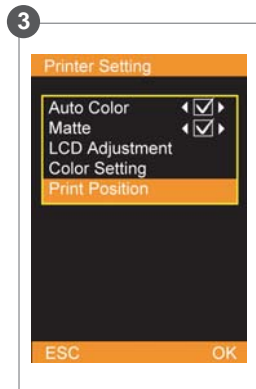 3
Printer Setting
Auto Color
Matte
LCD Adjustment
Color Setting
Print Position
ESC OK